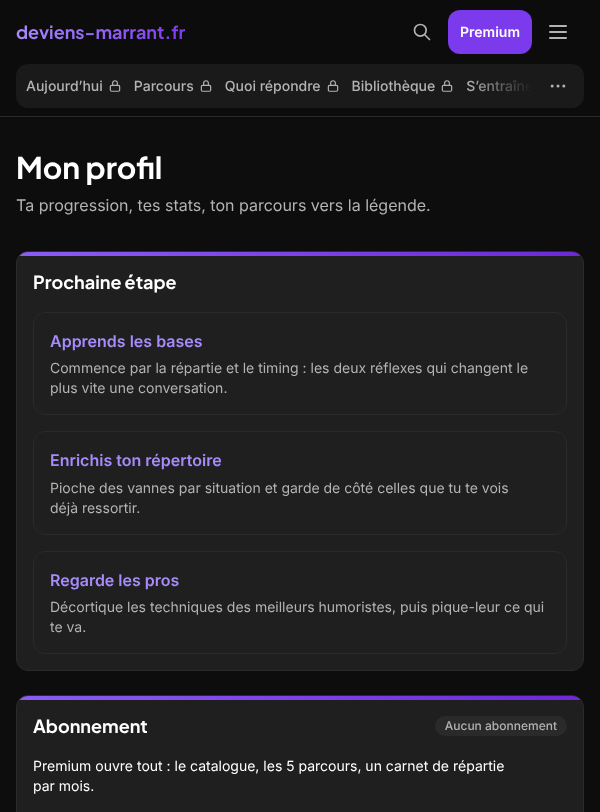 deviens-marrant.fr
Premium
Aujourd’hui Parcours Quoi répondre Bibliothèque S’entraîne
Mon profil
Ta progression, tes stats, ton parcours vers la légende.
Prochaine étape
Apprends les bases
Commence par la répartie et le timing : les deux réflexes qui changent le
plus vite une conversation.
Enrichis ton répertoire
Pioche des vannes par situation et garde de côté celles que tu te vois
déjà ressortir.
Regarde les pros
Décortique les techniques des meilleurs humoristes, puis pique-leur ce qui
te va.
Abonnement
Aucun abonnement
Premium ouvre tout : le catalogue, les 5 parcours, un carnet de répartie
par mois.